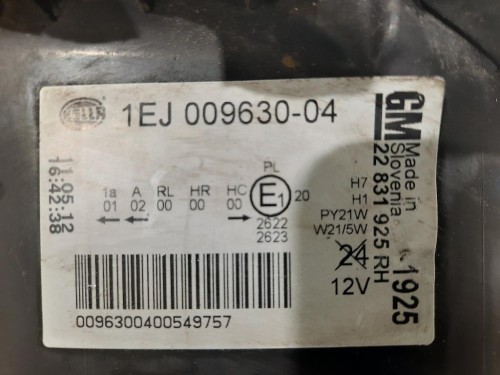 HELLA
1EJ 009630-04
11.05.12
16:42:38
PL
1a A RL HR HC E1 20
01 02 00 00 00
2622
2623
H7
H1
PY21W
W21/5W
24
12V
0096300400549757
GM
Made in
Slovenia
22 831 925 RH
1925